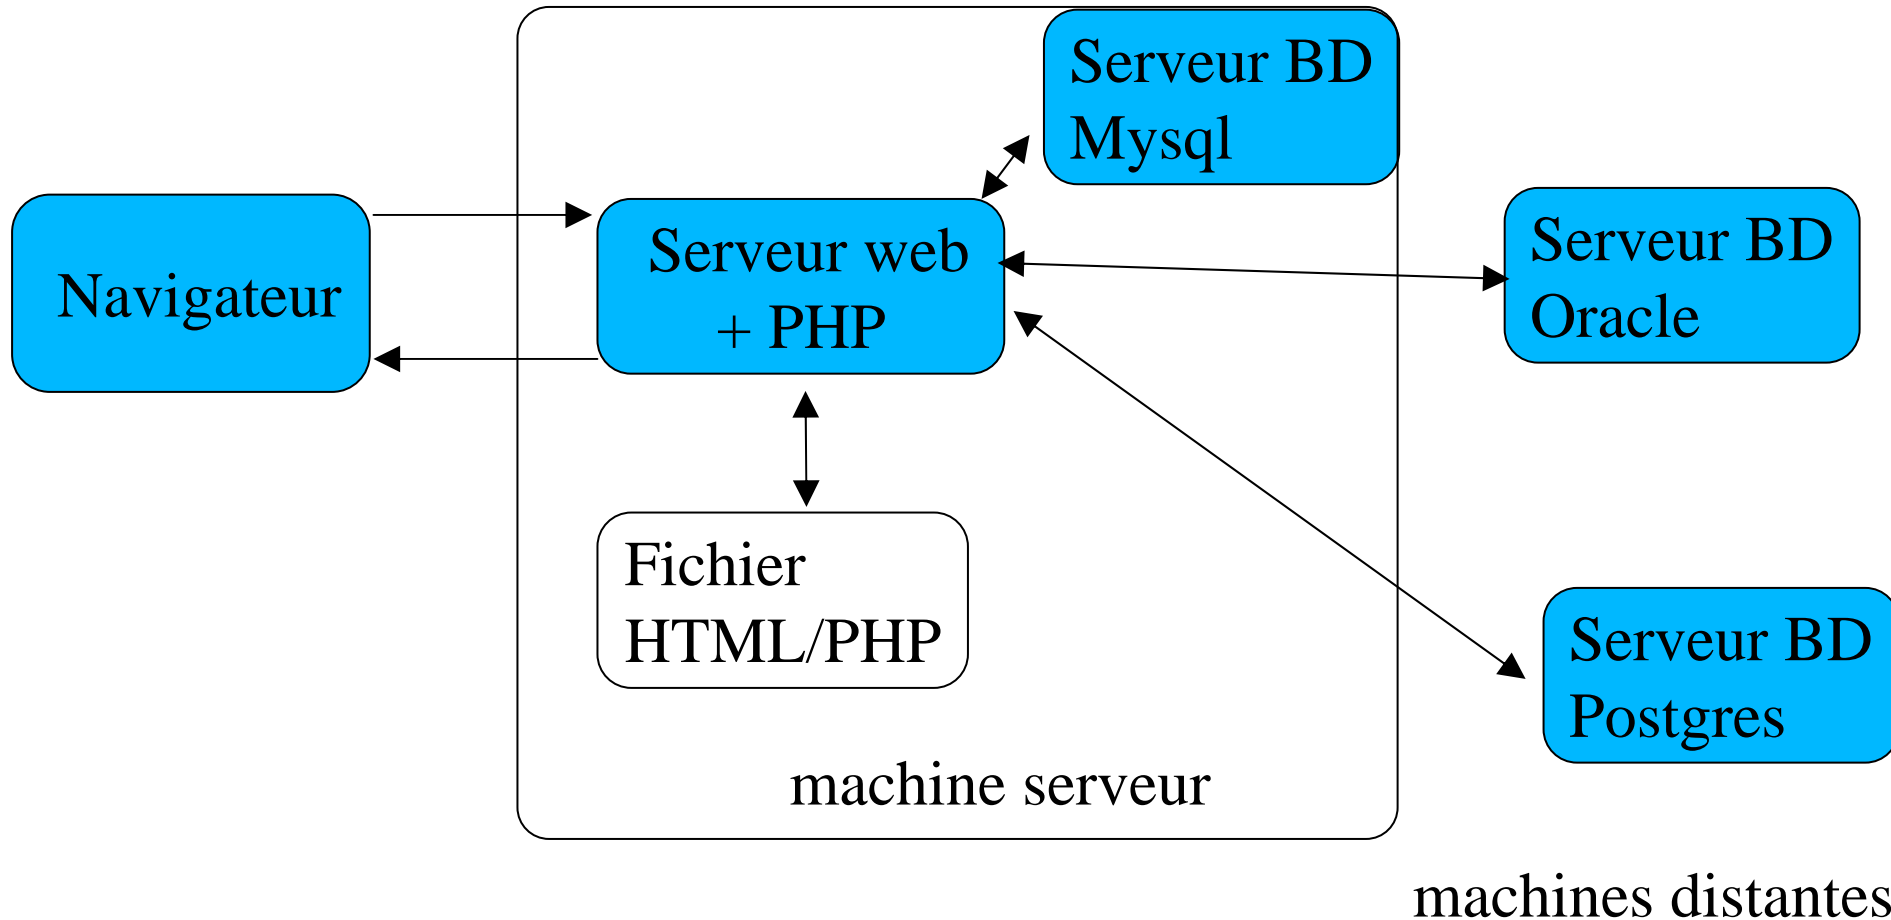 Serveur BD
Mysql
Navigateur
Serveur web
+ PHP
Serveur BD
Oracle
Fichier
HTML/PHP
Serveur BD
Postgres
machine serveur
machines distantes